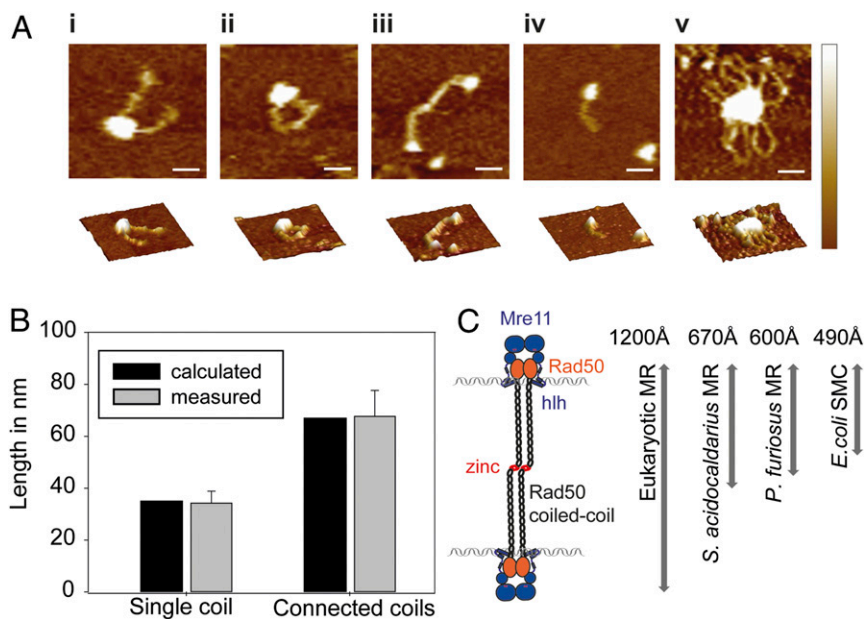 A
i
ii
iii
iv
v
B
100
80
60
40
20
0
Length in nm
calculated
measured
Single coil
Connected coils
C
Mre11
Rad50
hlh
zinc
Rad50
coiled-coil
1200Å
670Å
600Å
490Å
Eukaryotic MR
S. acidocaldarius MR
P. furiosus MR
E.coli SMC